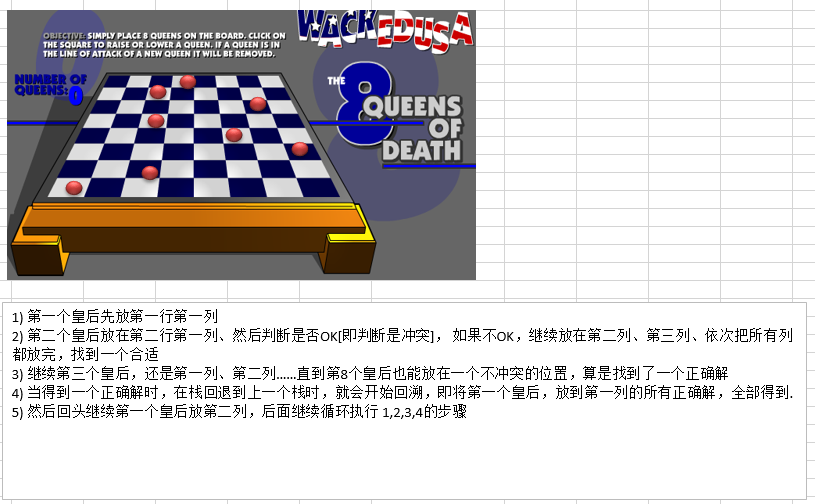 WACKEDUSA
OBJECTIVE: SIMPLY PLACE 8 QUEENS ON THE BOARD. CLICK ON
THE SQUARE TO RAISE OR LOWER A QUEEN. IF A QUEEN IS IN
THE LINE OF ATTACK OF A NEW QUEEN IT WILL BE REMOVED.
NUMBER OF
QUEENS: 0
THE 8
QUEENS
OF
DEATH
1) 第一个皇后先放第一行第一列
2) 第二个皇后放在第二行第一列、然后判断是否OK[即判断是冲突]， 如果不OK，继续放在第二列、第三列、依次把所有列
都放完，找到一个合适
3) 继续第三个皇后，还是第一列、第二列……直到第8个皇后也能放在一个不冲突的位置，算是找到了一个正确解
4) 当得到一个正确解时，在栈回退到上一个栈时，就会开始回溯，即将第一个皇后，放到第一列的所有正确解，全部得到.
5) 然后回头继续第一个皇后放第二列，后面继续循环执行 1,2,3,4的步骤